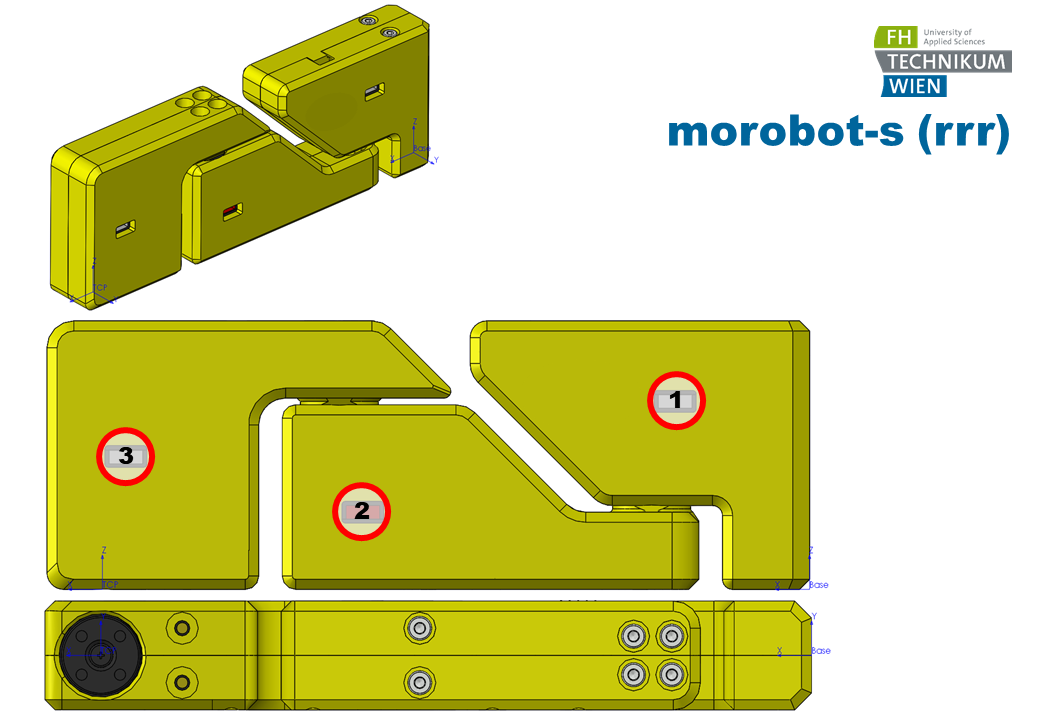 FH
University of
Applied Sciences
TECHNIKUM
WIEN
morobot-s (rrr)
Z
Base
Y
Z
TCP
1
3
2
Z
X
TCP
Z
X
Base
Y
X
Base